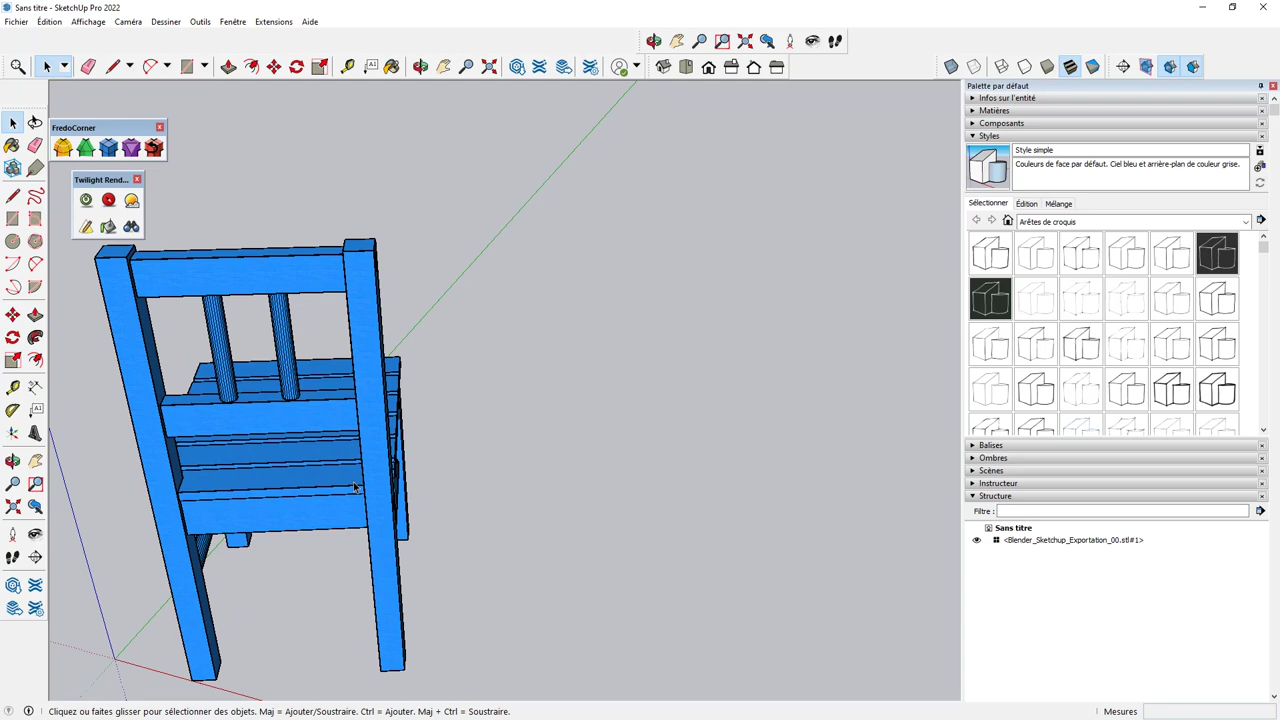 Sans titre - SketchUp Pro 2022
Fichier Édition Affichage Caméra Dessiner Outils Fenêtre Extensions Aide
Palette par défaut
Infos sur l'entité
Matières
Composants
Styles
Style simple
Couleurs de face par défaut. Ciel bleu et arrière-plan de couleur grise.
Sélectionner Édition Mélange
Arêtes de croquis
FredoCorner
Twilight Rend...
Balises
Ombres
Scènes
Instructeur
Structure
Filtre :
Sans titre
<Blender_Sketchup_Exportation_00.stl#1>
Cliquez ou faites glisser pour sélectionner des objets. Maj = Ajouter/Soustraire. Ctrl = Ajouter. Maj + Ctrl = Soustraire.
Mesures